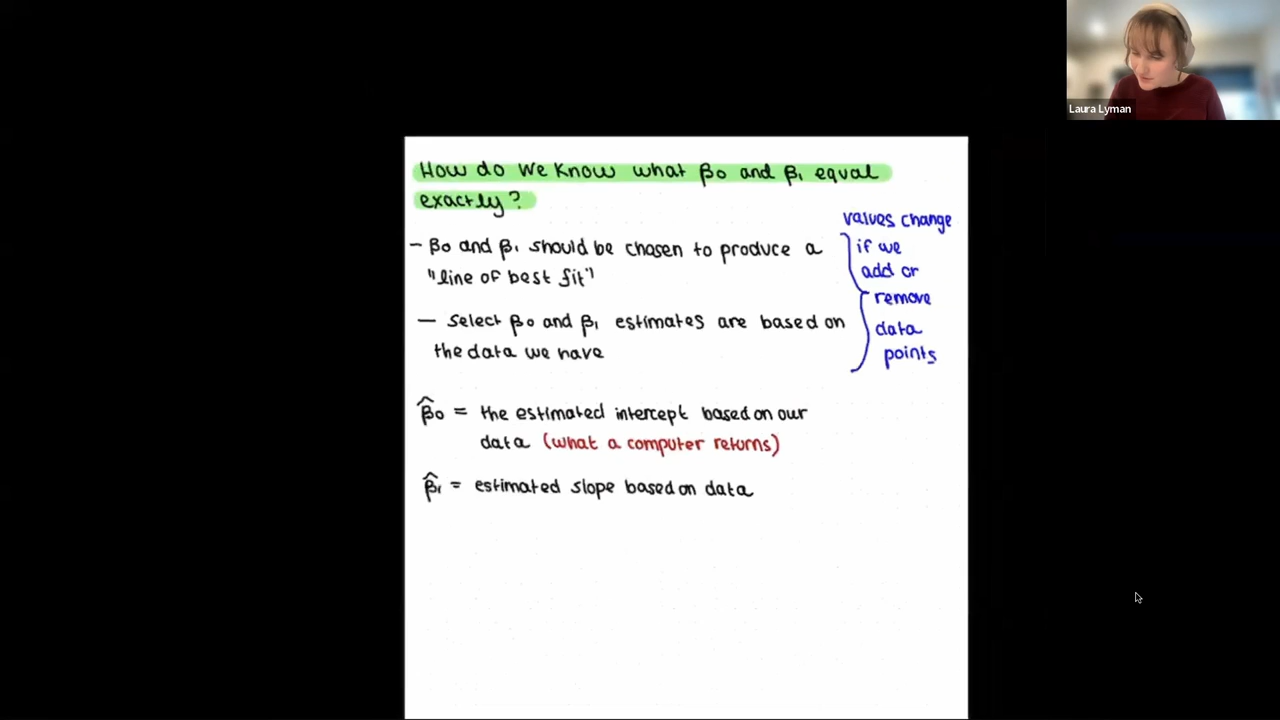 Laura Lyman
How do we know what β0 and β1 equal
exactly?
– β0 and β1 should be chosen to produce a
"line of best fit"
– Select β0 and β1 estimates are based on
the data we have
values change
if we
add or
remove
data
points
β̂0 = the estimated intercept based on our
data (what a computer returns)
β̂1 = estimated slope based on data